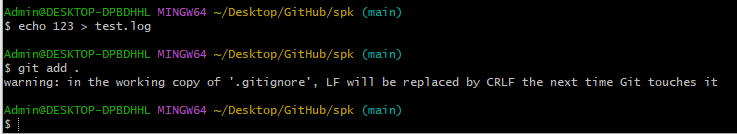 Admin@DESKTOP-DPBDHHL MINGW64 ~/Desktop/GitHub/spk (main)
$ echo 123 > test.log
Admin@DESKTOP-DPBDHHL MINGW64 ~/Desktop/GitHub/spk (main)
$ git add .
warning: in the working copy of '.gitignore', LF will be replaced by CRLF the next time Git touches it
Admin@DESKTOP-DPBDHHL MINGW64 ~/Desktop/GitHub/spk (main)
$